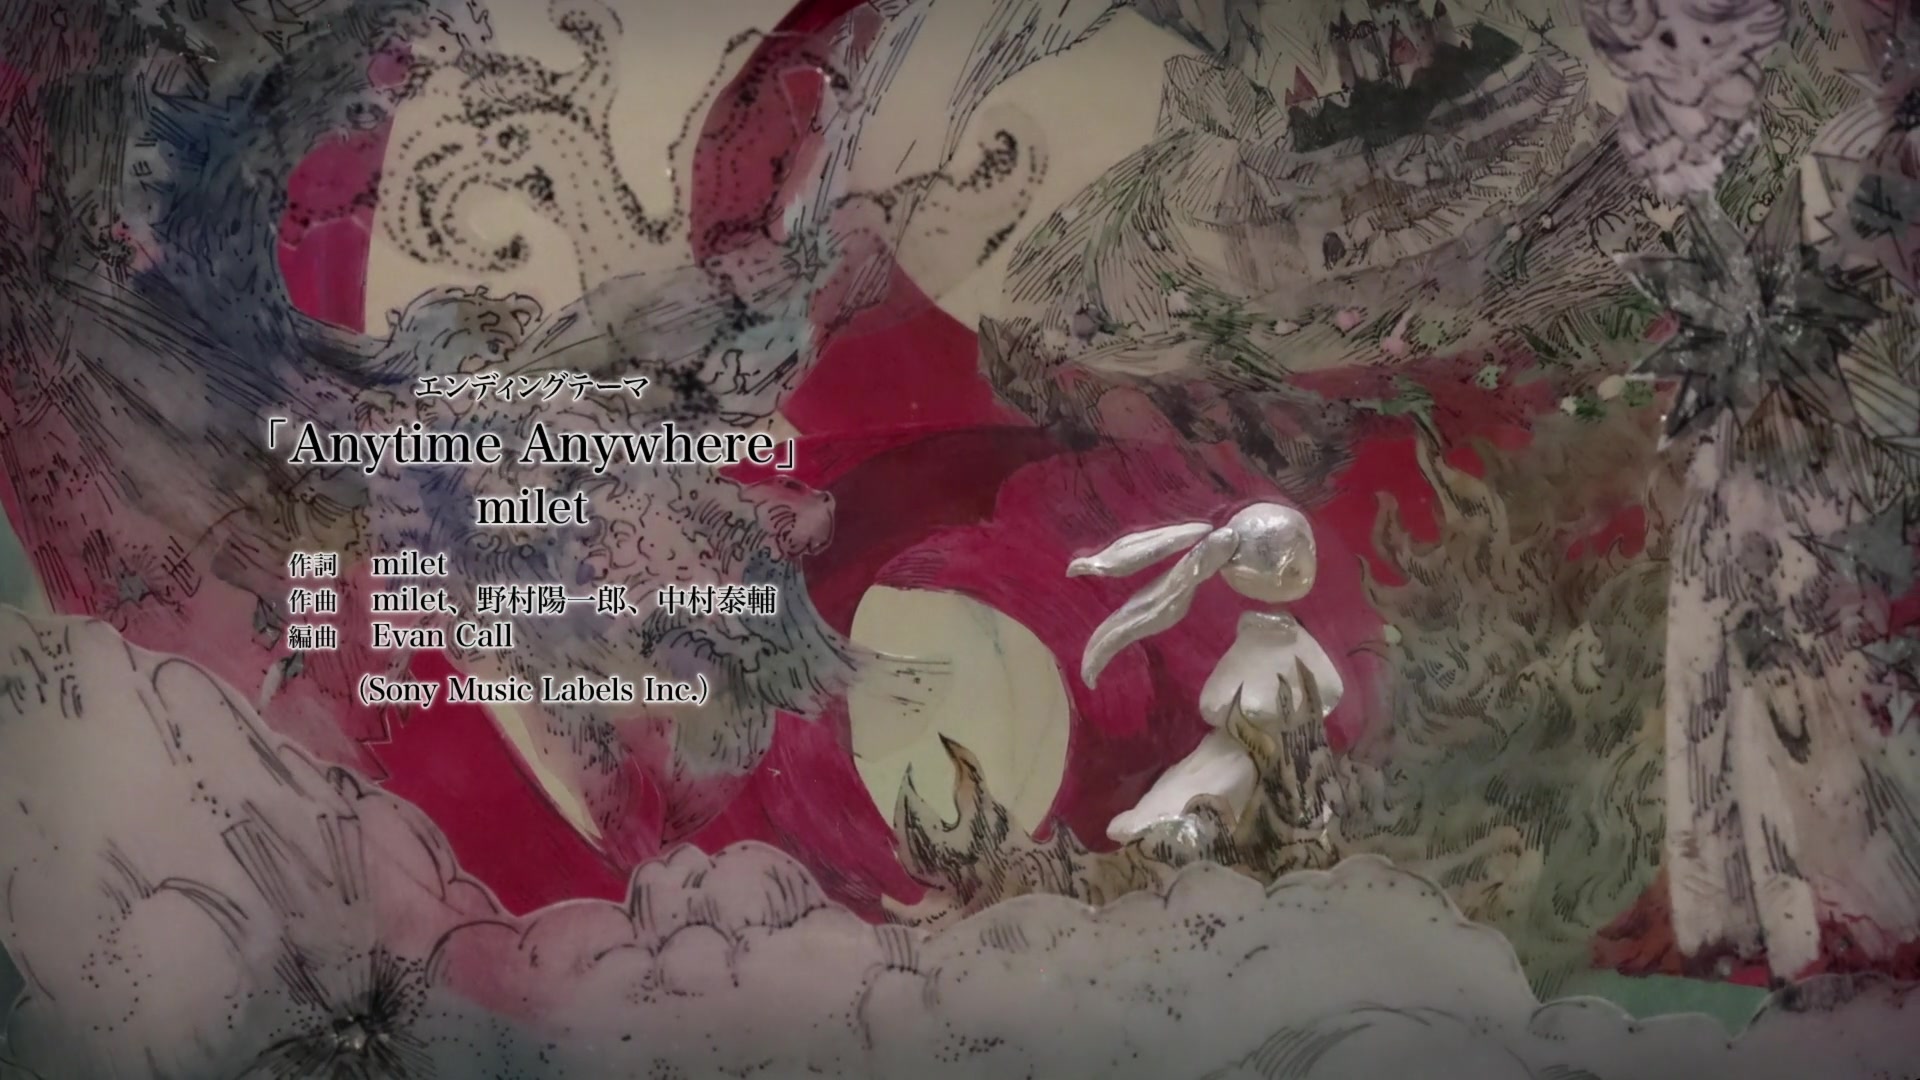 エンディングテーマ
「Anytime Anywhere」
milet
作詞 milet
作曲 milet、野村陽一郎、中村泰輔
編曲 Evan Call
(Sony Music Labels Inc.)